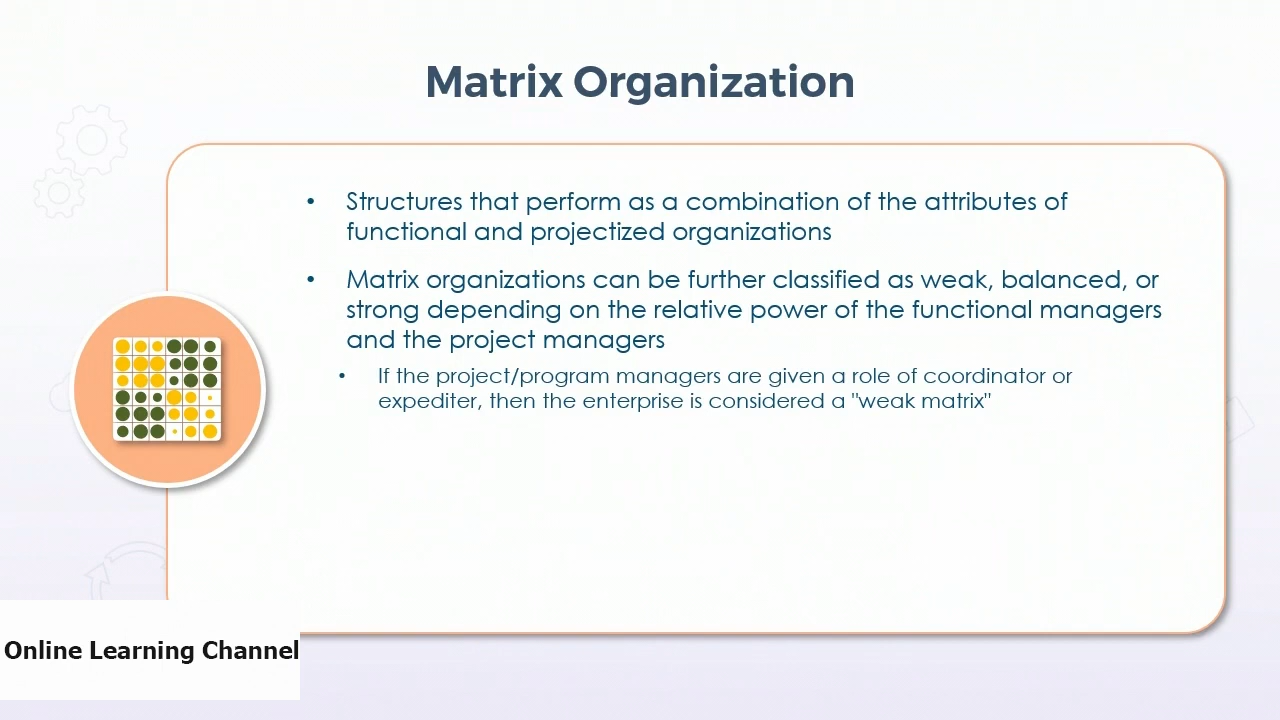 Matrix Organization
• Structures that perform as a combination of the attributes of
functional and projectized organizations
• Matrix organizations can be further classified as weak, balanced, or
strong depending on the relative power of the functional managers
and the project managers
• If the project/program managers are given a role of coordinator or
expediter, then the enterprise is considered a "weak matrix"
Online Learning Channel